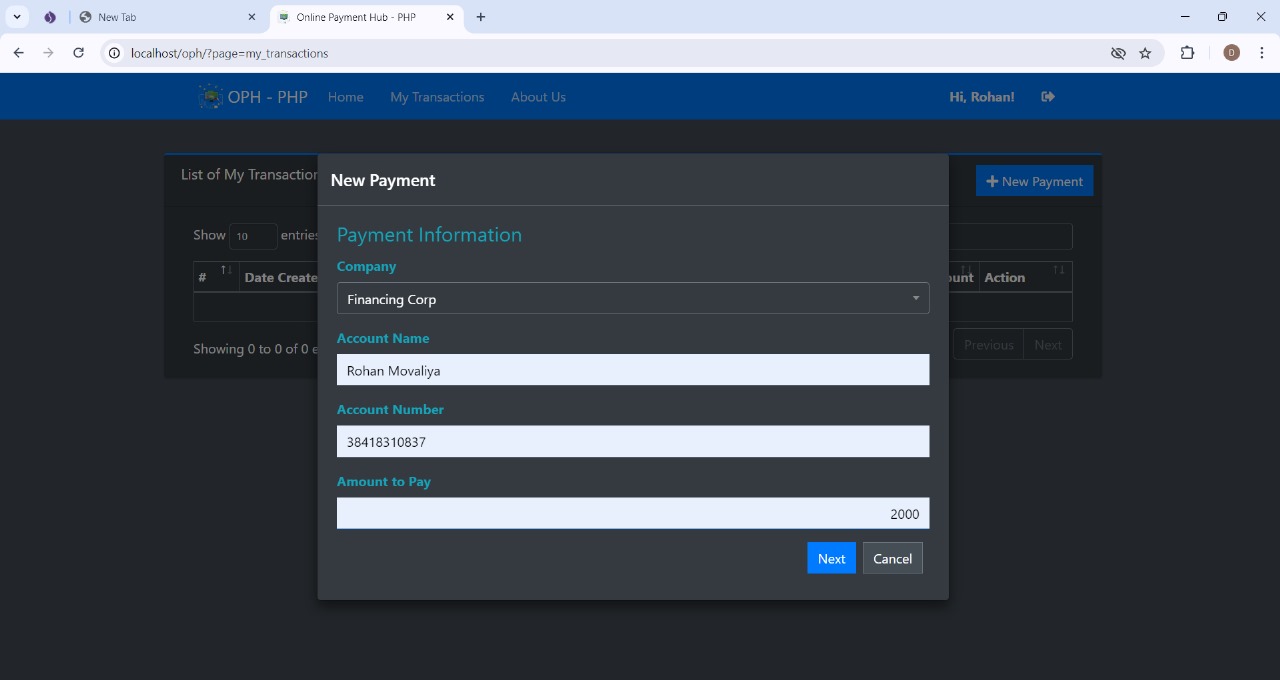 New Tab
Online Payment Hub - PHP
localhost/oph/?page=my_transactions
D
OPH - PHP Home My Transactions About Us Hi, Rohan!
List of My Transaction
New Payment
New Payment
Show 10 entries
Payment Information
Company
# Date Create
ount Action
Financing Corp
Account Name
Showing 0 to 0 of 0 e
Previous Next
Rohan Movaliya
Account Number
38418310837
Amount to Pay
2000
Next Cancel